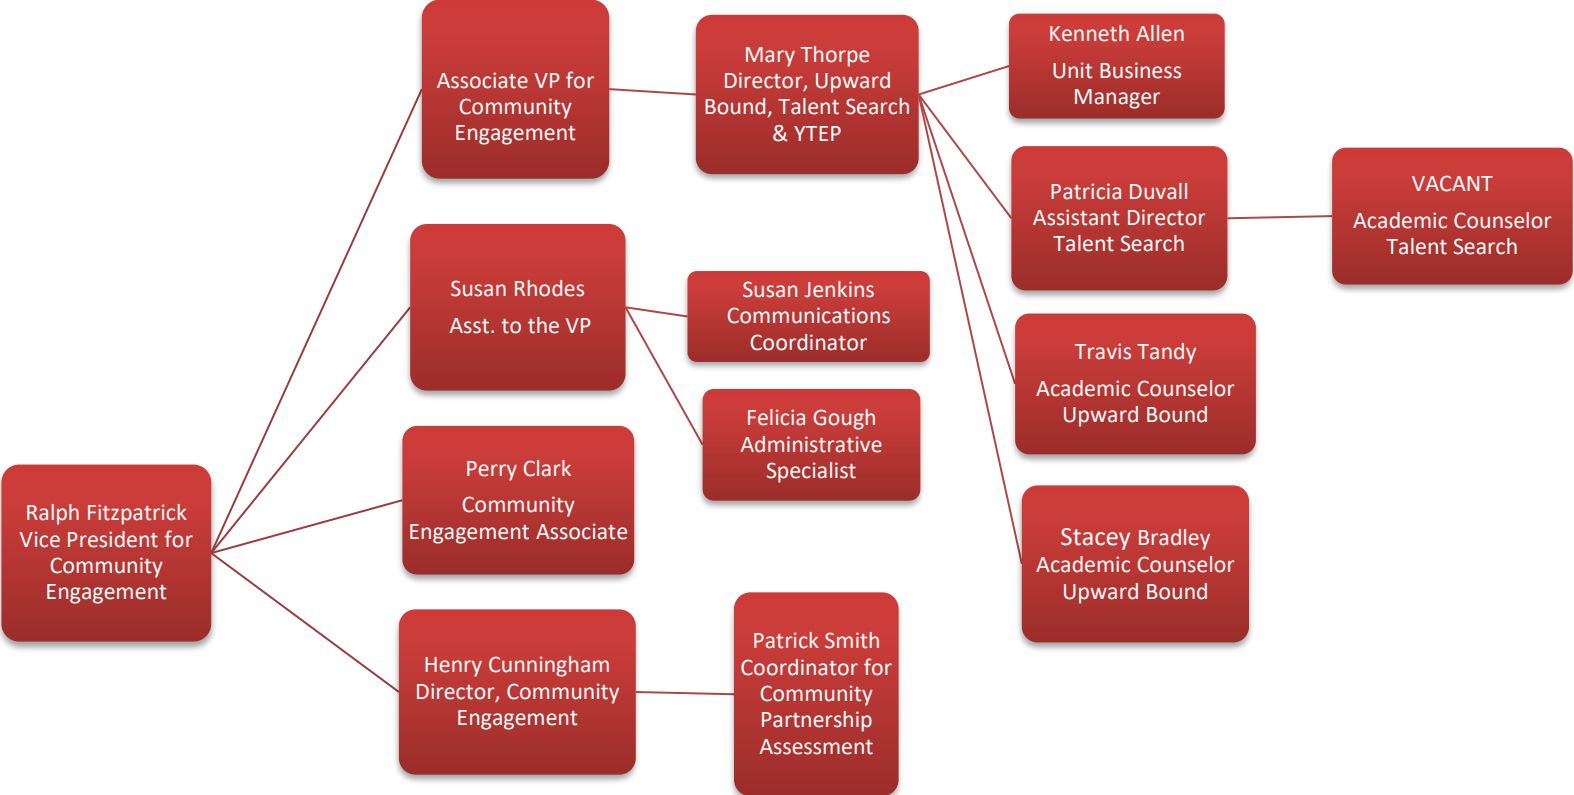 Associate VP for
Community
Engagement
Mary Thorpe
Director, Upward
Bound, Talent Search
& YTEP
Kenneth Allen
Unit Business
Manager
Patricia Duvall
Assistant Director
Talent Search
VACANT
Academic Counselor
Talent Search
Susan Rhodes
Asst. to the VP
Susan Jenkins
Communications
Coordinator
Travis Tandy
Academic Counselor
Upward Bound
Felicia Gough
Administrative
Specialist
Perry Clark
Community
Engagement Associate
Ralph Fitzpatrick
Vice President for
Community
Engagement
Stacey Bradley
Academic Counselor
Upward Bound
Henry Cunningham
Director, Community
Engagement
Patrick Smith
Coordinator for
Community
Partnership
Assessment